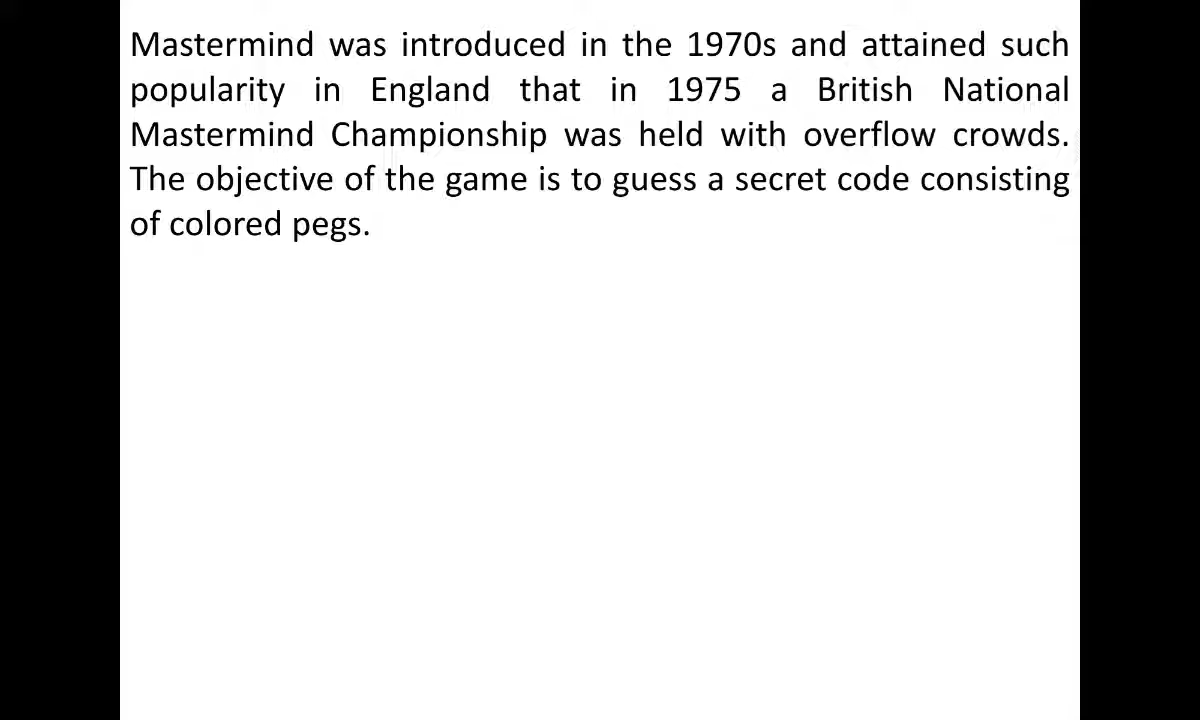 Mastermind was introduced in the 1970s and attained such
popularity in England that in 1975 a British National
Mastermind Championship was held with overflow crowds.
The objective of the game is to guess a secret code consisting
of colored pegs.